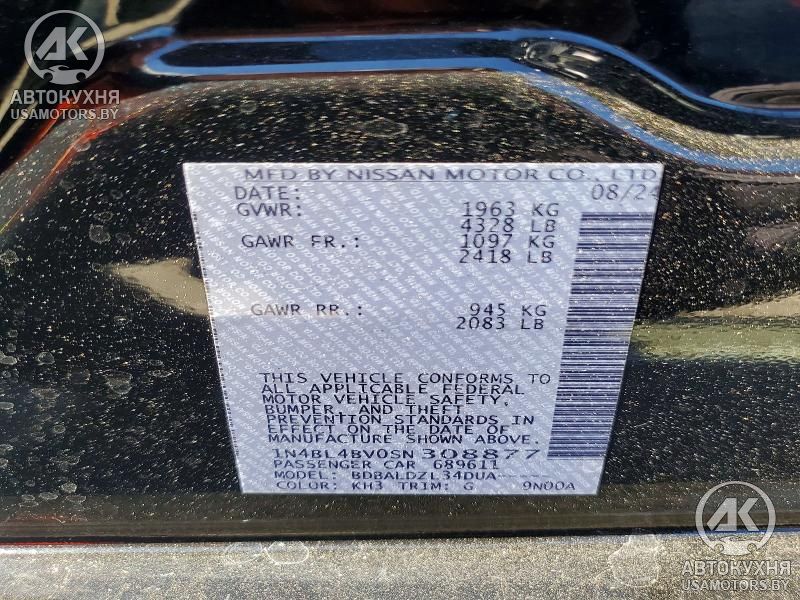 АК
АВТОКУХНЯ
USAMOTORS.BY
MFD BY NISSAN MOTOR CO., LTD
DATE: 08/24
GVWR: 1963 KG
4328 LB
GAWR FR.: 1097 KG
2418 LB
GAWR RR.: 945 KG
2083 LB
THIS VEHICLE CONFORMS TO
ALL APPLICABLE FEDERAL
MOTOR VEHICLE SAFETY,
BUMPER, AND THEFT
PREVENTION STANDARDS IN
EFFECT ON THE DATE OF
MANUFACTURE SHOWN ABOVE.
1N4BL4BV0SN308877
PASSENGER CAR 689611
MODEL: BDBALDZL34DUA
COLOR: KH3 TRIM: G 9N00A
АК
АВТОКУХНЯ
USAMOTORS.BY